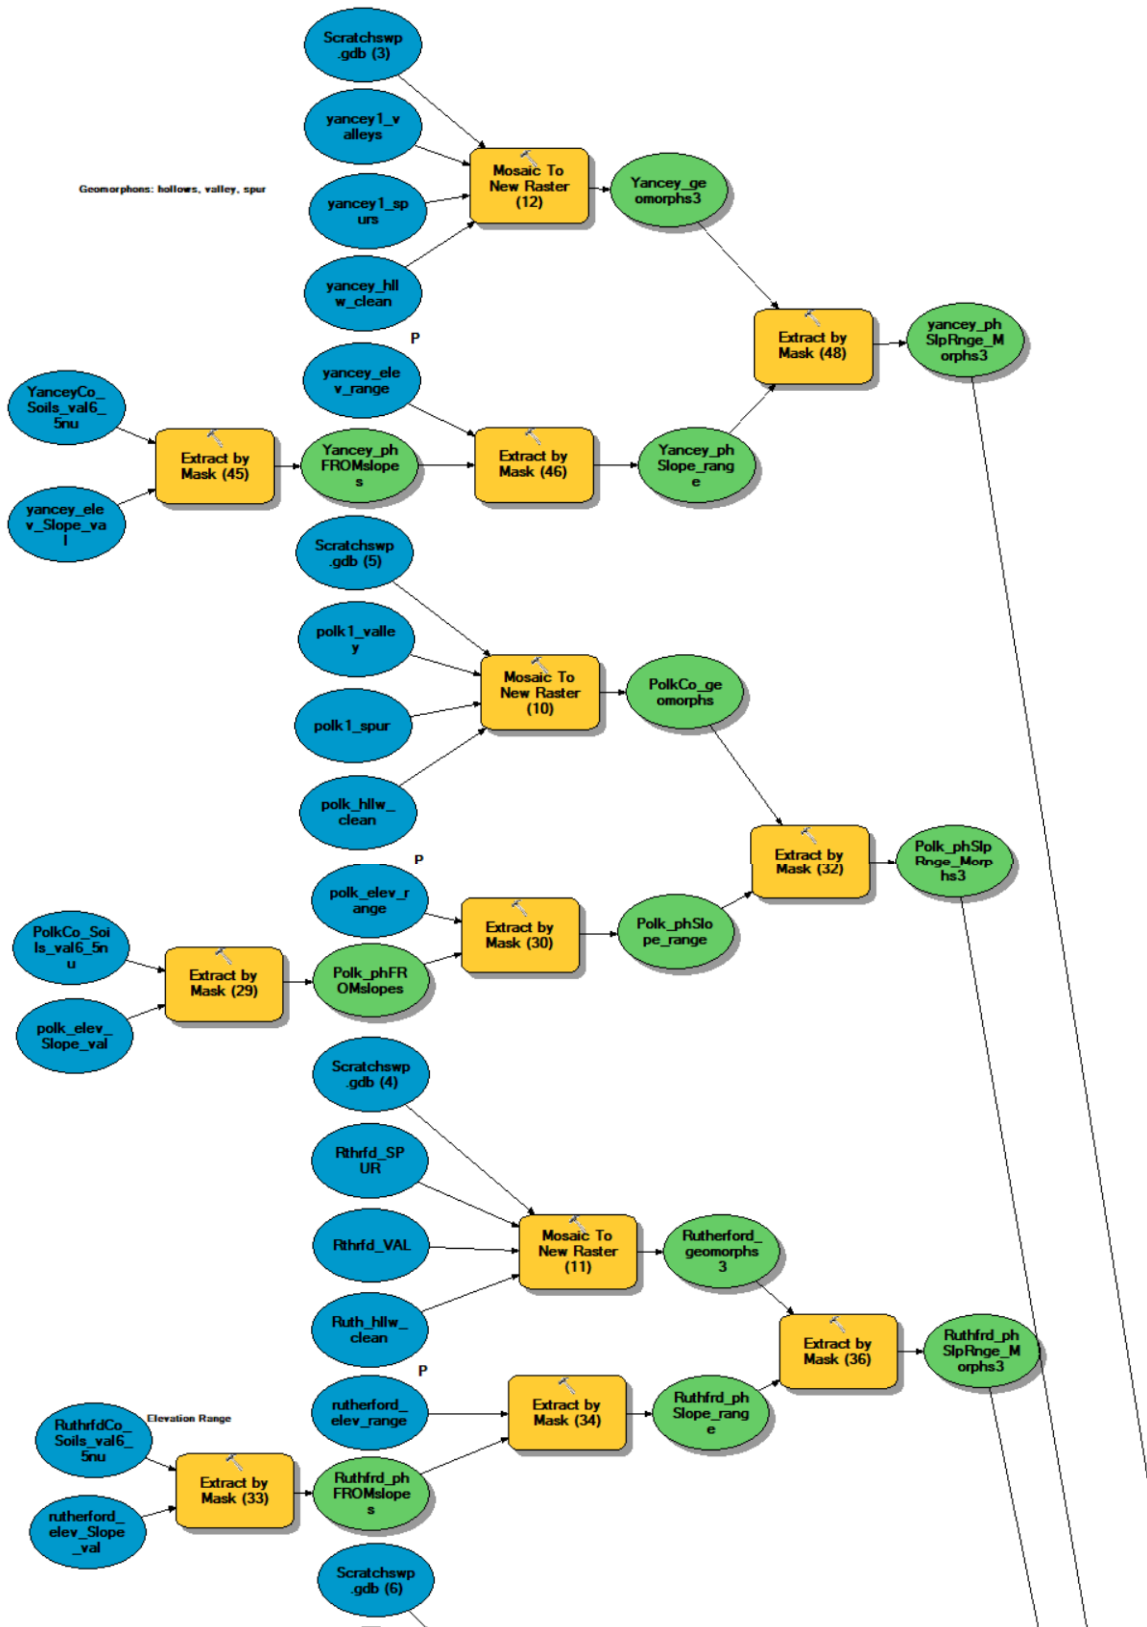 Scratchswp
.gdb (3)
yancey1_v
alleys
Mosaic To
New Raster
(12)
Yancey_ge
omorphs3
Geomorphons: hollows, valley, spur
yancey1_sp
urs
yancey_hll
w_clean
P
Extract by
Mask (48)
yancey_ph
SlpRnge_M
orphs3
yancey_ele
v_range
YanceyCo_
Soils_val6_
5nu
Extract by
Mask (45)
Yancey_ph
FROMslope
s
Extract by
Mask (46)
Yancey_ph
Slope_rang
e
yancey_ele
v_Slope_va
l
Scratchswp
.gdb (5)
polk1_valle
y
Mosaic To
New Raster
(10)
PolkCo_ge
omorphs
polk1_spur
polk_hllw_
clean
P
Extract by
Mask (32)
Polk_phSlp
Rnge_Morp
hs3
polk_elev_r
ange
Extract by
Mask (30)
Polk_phSlo
pe_range
PolkCo_Soi
ls_val6_5n
u
Extract by
Mask (29)
Polk_phFR
OMslopes
polk_elev_
Slope_val
Scratchswp
.gdb (4)
Rthrfd_SP
UR
Rthrfd_VAL
Mosaic To
New Raster
(11)
Rutherford_
geomorphs
3
Ruth_hllw_
clean
P
Extract by
Mask (36)
Ruthfrd_ph
SlpRnge_M
orphs3
rutherford_
elev_range
Extract by
Mask (34)
Ruthfrd_ph
Slope_rang
e
Elevation Range
RuthrfdCo_
Soils_val6_
5nu
Extract by
Mask (33)
Ruthfrd_ph
FROMslope
s
rutherford_
elev_Slope
_val
Scratchswp
.gdb (6)